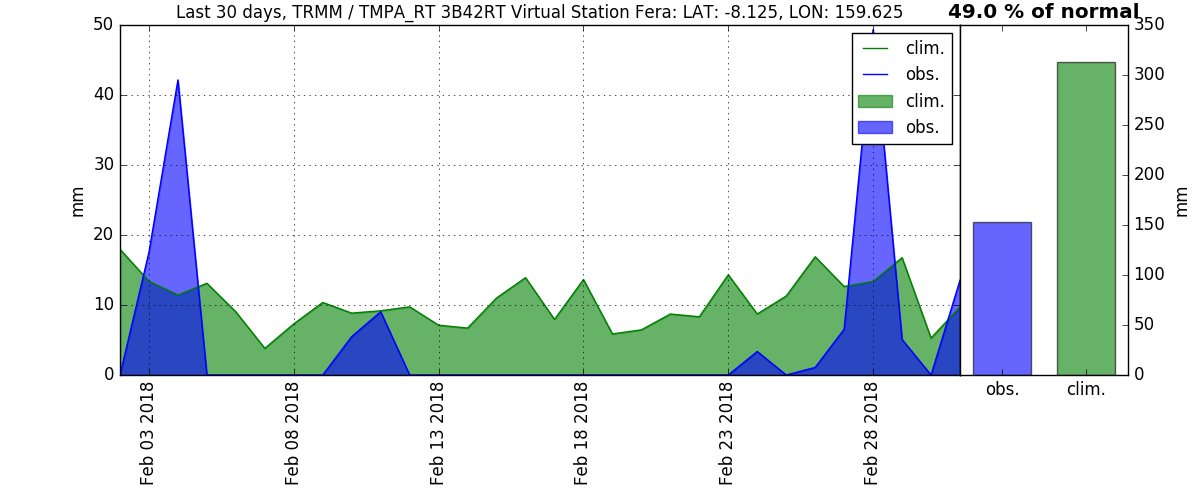 Last 30 days, TRMM / TMPA_RT 3B42RT Virtual Station Fera: LAT: -8.125, LON: 159.625
49.0 % of normal
50
40
30
20
10
0
mm
clim.
obs.
clim.
obs.
350
300
250
200
150
100
50
0
mm
Feb 03 2018
Feb 08 2018
Feb 13 2018
Feb 18 2018
Feb 23 2018
Feb 28 2018
obs.
clim.